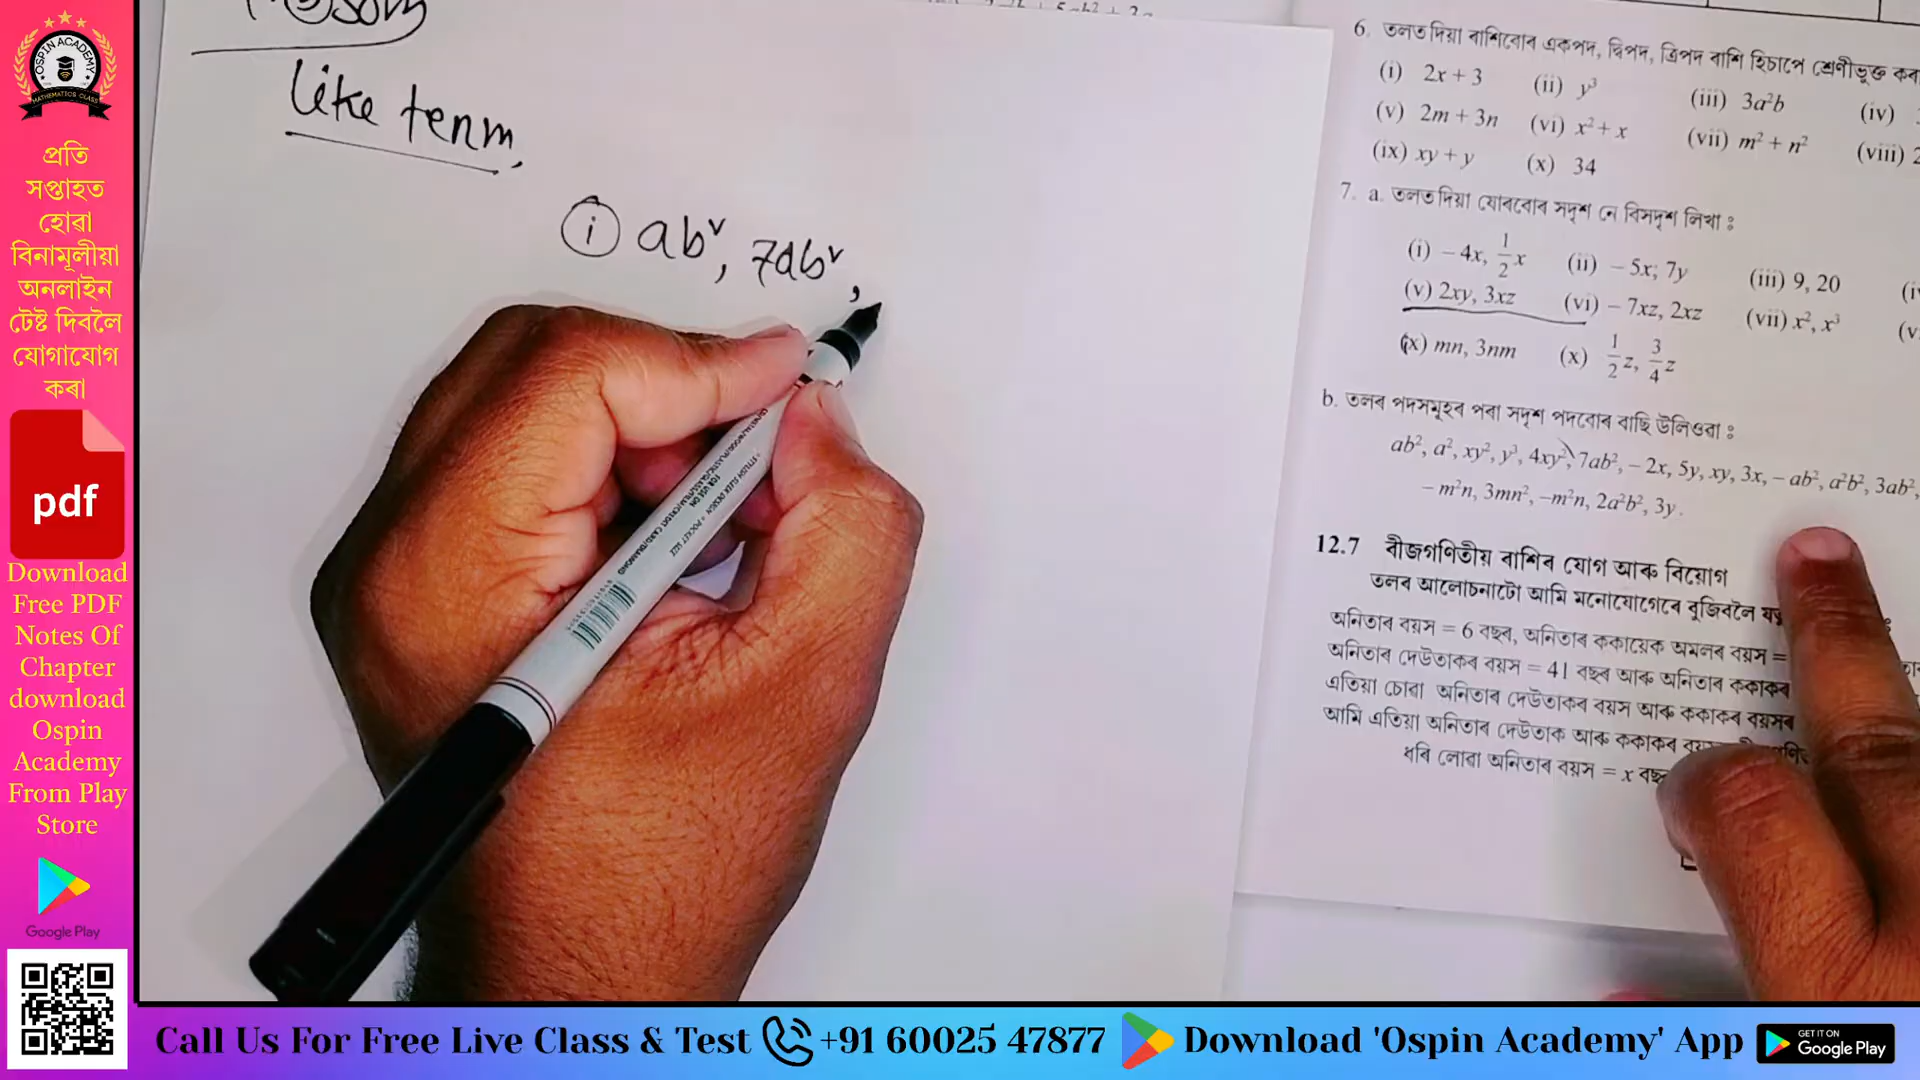 OSPIN ACADEMY
MATHEMATICS CLASS
প্ৰতি
সপ্তাহত
হোৱা
বিনামূলীয়া
অনলাইন
টেষ্ট দিবলৈ
যোগাযোগ
কৰা
pdf
Download
Free PDF
Notes Of
Chapter
download
Ospin
Academy
From Play
Store
Google Play
like term,
(i) ab², 7ab²,
6. তলত দিয়া ৰাশিবোৰ একপদ, দ্বিপদ, ত্ৰিপদ ৰাশি হিচাপে শ্ৰেণীভুক্ত কৰা
(i) 2x + 3 (ii) y³ (iii) 3a²b (iv)
(v) 2m + 3n (vi) x² + x (vii) m² + n² (viii) 2
(ix) xy + y (x) 34
7. a. তলত দিয়া যোৰবোৰ সদৃশ নে বিসদৃশ লিখা :
(i) – 4x, 1/2 x (ii) – 5x; 7y (iii) 9, 20
(v) 2xy, 3xz (vi) – 7xz, 2xz (vii) x², x³
(ix) mn, 3nm (x) 1/2 z, 3/4 z
b. তলৰ পদসমূহৰ পৰা সদৃশ পদবোৰ বাছি উলিওৱা :
ab², a², xy², y³, 4xy², 7ab², – 2x, 5y, xy, 3x, – ab², a²b², 3ab²,
– m²n, 3mn², –m²n, 2a²b², 3y.
12.7 বীজগণিতীয় ৰাশিৰ যোগ আৰু বিয়োগ
তলৰ আলোচনাটো আমি মনোযোগেৰে বুজিবলৈ
অনিতাৰ বয়স = 6 বছৰ, অনিতাৰ ককায়েক অমলৰ বয়স =
অনিতাৰ দেউতাকৰ বয়স = 41 বছৰ আৰু অনিতাৰ ককাকৰ
এতিয়া চোৱা অনিতাৰ দেউতাকৰ বয়স আৰু ককাকৰ বয়সৰ
আমি এতিয়া অনিতাৰ দেউতাক আৰু ককাকৰ
ধৰি লোৱা অনিতাৰ বয়স = x
Call Us For Free Live Class & Test +91 60025 47877 Download 'Ospin Academy' App GET IT ON Google Play